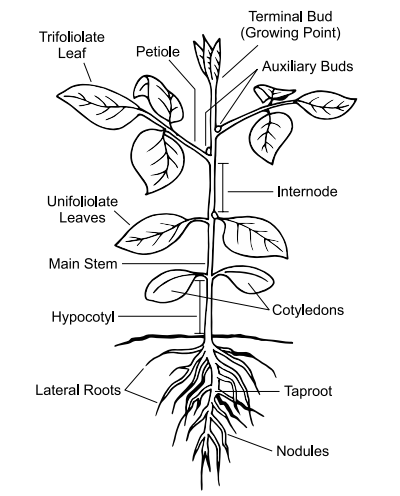 Terminal Bud
(Growing Point)
Trifoliolate
Leaf
Petiole
Auxiliary Buds
Internode
Unifoliolate
Leaves
Main Stem
Cotyledons
Hypocotyl
Lateral Roots
Taproot
Nodules